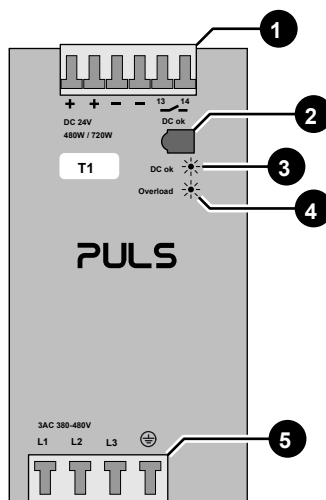 1
+ + − − 13 14
DC 24V DC ok
480W / 720W
2
T1
DC ok
3
Overload
4
PULS
3AC 380-480V
L1 L2 L3
5